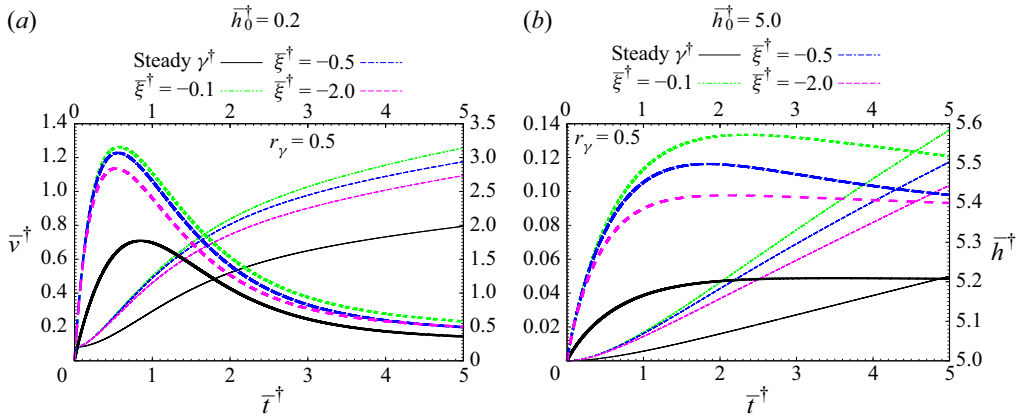 (a) h̅₀† = 0.2
Steady γ† ξ̅† = −0.5
ξ̅† = −0.1 ξ̅† = −2.0
0 1 2 3 4 5
r_γ = 0.5
1.4
1.2
1.0
0.8
0.6
0.4
0.2
v̅†
3.5
3.0
2.5
2.0
1.5
1.0
0.5
0
0 1 2 3 4 5
t̅†
(b) h̅₀† = 5.0
Steady γ† ξ̅† = −0.5
ξ̅† = −0.1 ξ̅† = −2.0
0 1 2 3 4 5
r_γ = 0.5
0.14
0.12
0.10
0.08
0.06
0.04
0.02
5.6
5.5
5.4
5.3
5.2
5.1
5.0
h̅†
0 1 2 3 4 5
t̅†